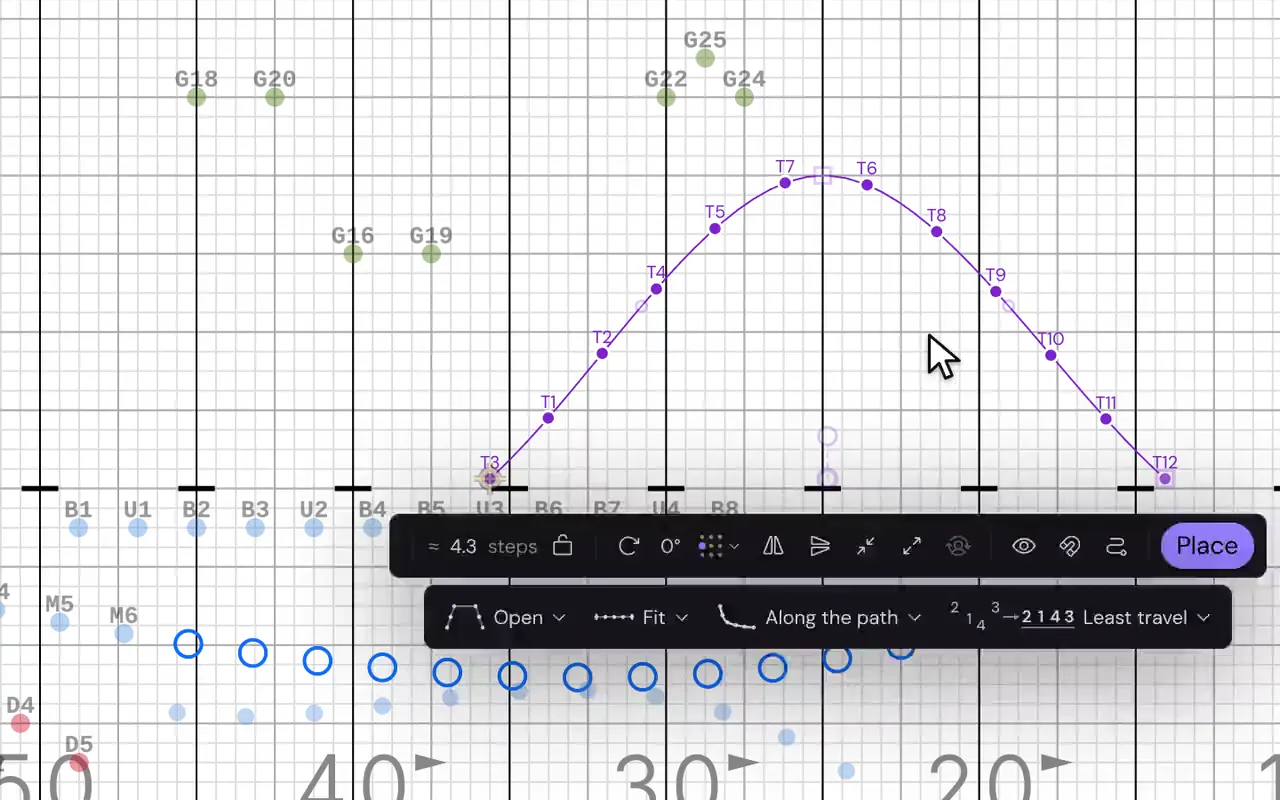 G25
G18 G20 G22 G24
T7 T6
T5 T8
G16 G19
T4 T9
T2 T10
T1 T11
T3 T12
B1 U1 B2 B3 U2 B4 B5 U3 B6 B7 U4 B8
≈ 4.3 steps 0° Place
4 M5
M6
Open Fit Along the path 2 1 4 3 → 2 1 4 3 Least travel
D4
D5
50 40 30 20 1